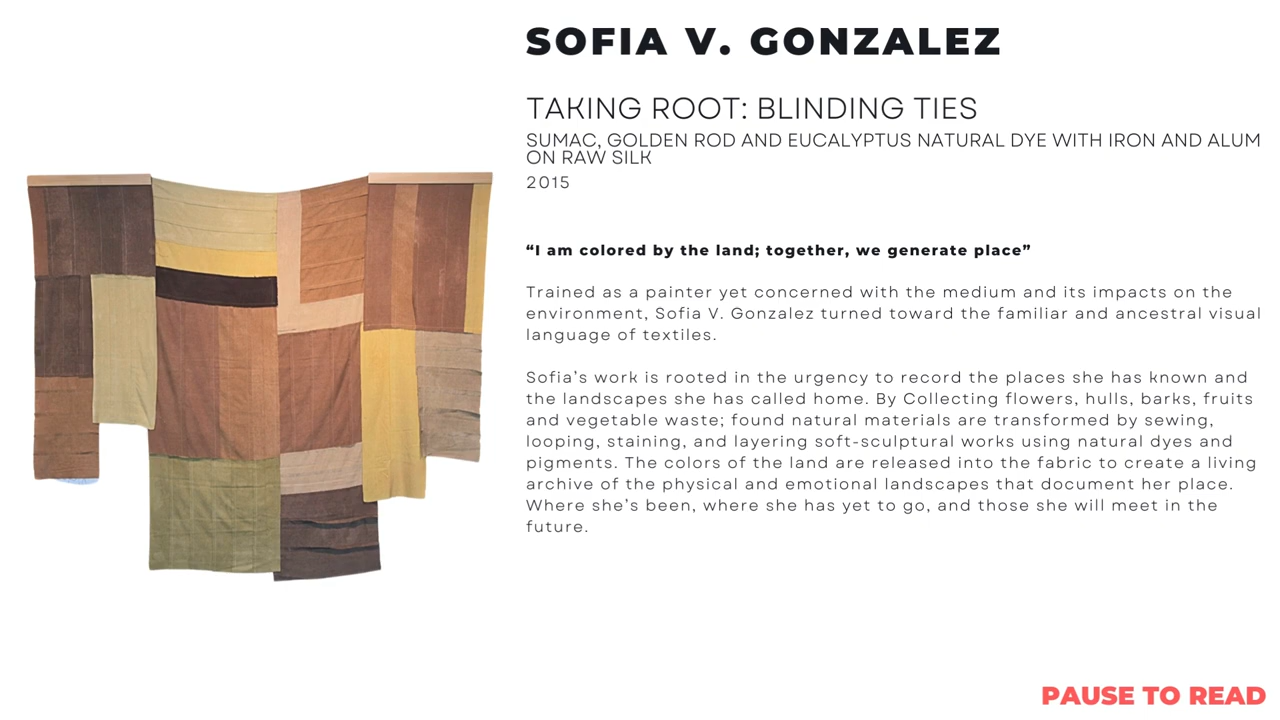 SOFIA V. GONZALEZ
TAKING ROOT: BLINDING TIES
SUMAC, GOLDEN ROD AND EUCALYPTUS NATURAL DYE WITH IRON AND ALUM
ON RAW SILK
2015
“I am colored by the land; together, we generate place”
Trained as a painter yet concerned with the medium and its impacts on the
environment, Sofia V. Gonzalez turned toward the familiar and ancestral visual
language of textiles.
Sofia’s work is rooted in the urgency to record the places she has known and
the landscapes she has called home. By Collecting flowers, hulls, barks, fruits
and vegetable waste; found natural materials are transformed by sewing,
looping, staining, and layering soft-sculptural works using natural dyes and
pigments. The colors of the land are released into the fabric to create a living
archive of the physical and emotional landscapes that document her place.
Where she’s been, where she has yet to go, and those she will meet in the
future.
PAUSE TO READ